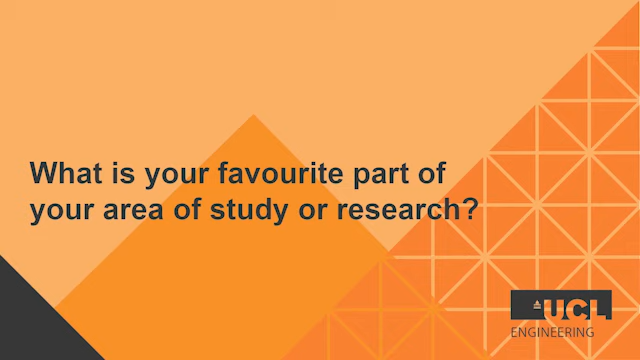 What is your favourite part of
your area of study or research?
UCL
ENGINEERING